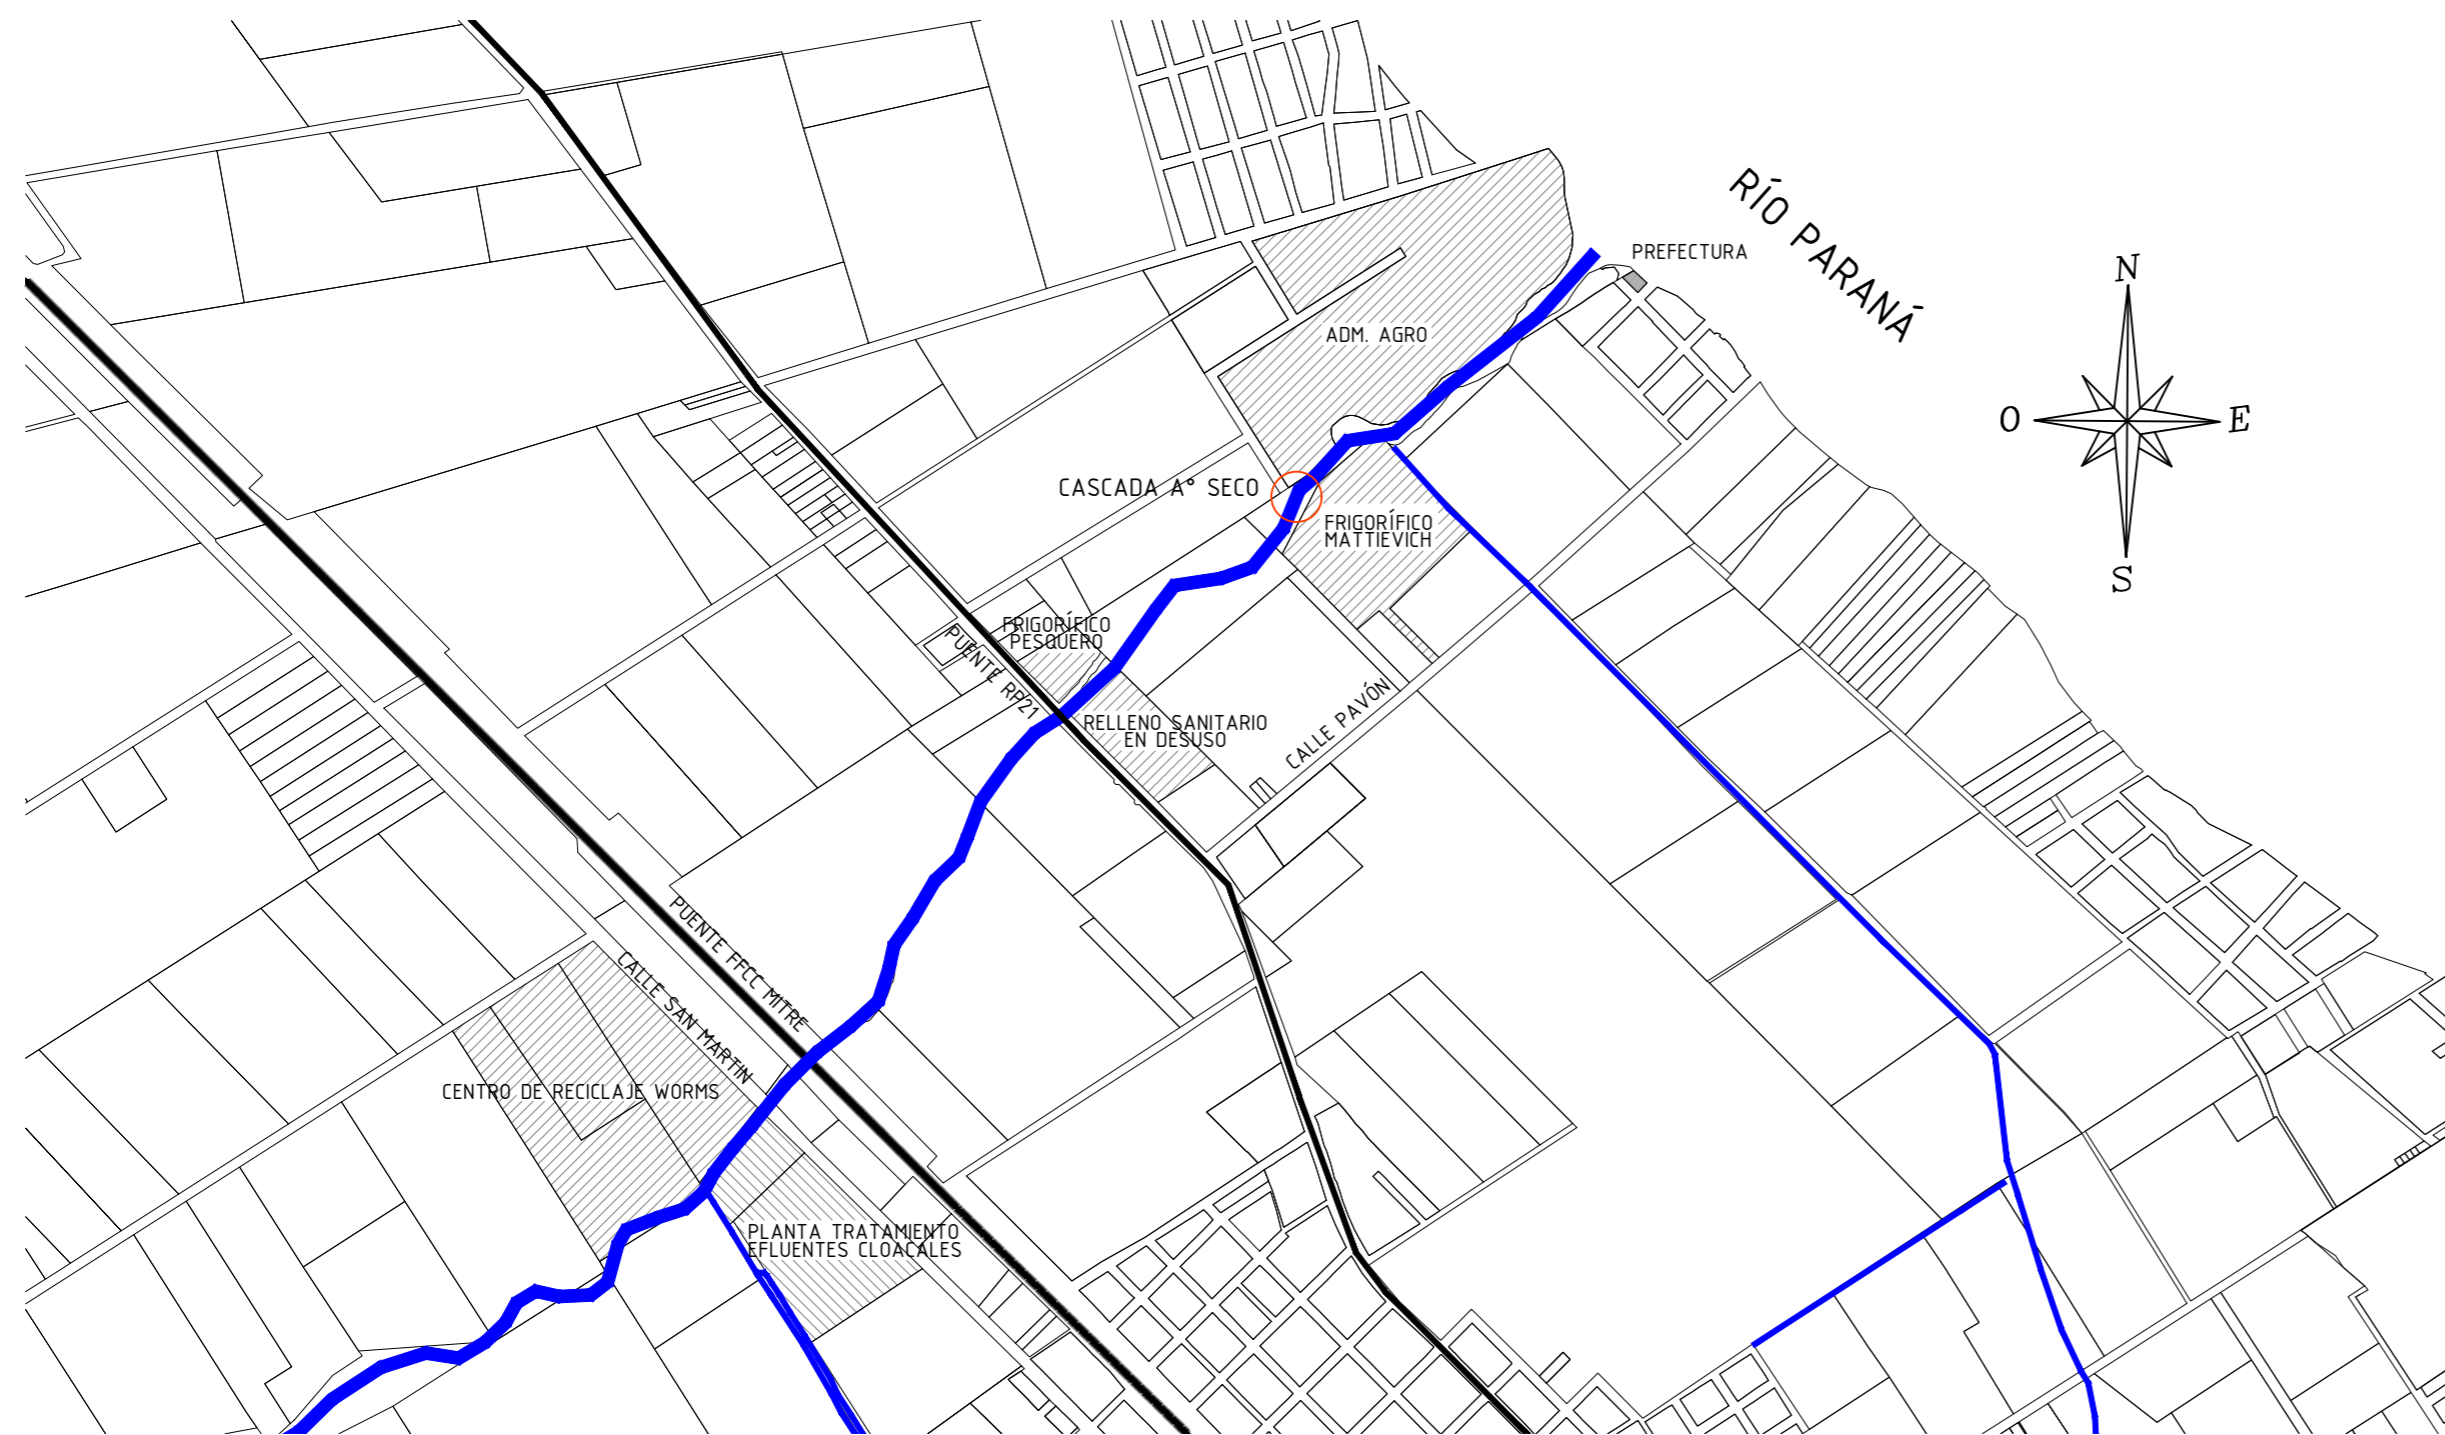 RÍO PARANÁ
PREFECTURA
N
O
E
S
ADM. AGRO
CASCADA A° SECO
FRIGORÍFICO
MATTIEVICH
FRIGORÍFICO
PESQUERO
PUENTE RP21
RELLENO SANITARIO
EN DESUSO
CALLE PAVÓN
PUENTE FFCC MITRE
CALLE SAN MARTIN
CENTRO DE RECICLAJE WORMS
PLANTA TRATAMIENTO
EFLUENTES CLOACALES